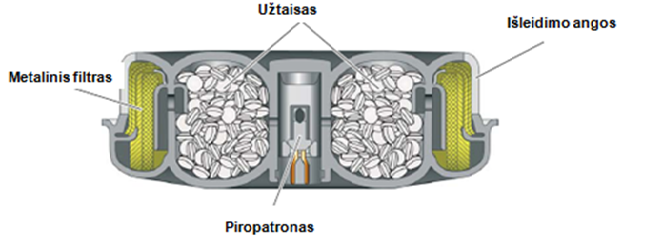 Užtaisas
Išleidimo angos
Metalinis filtras
Piropatronas